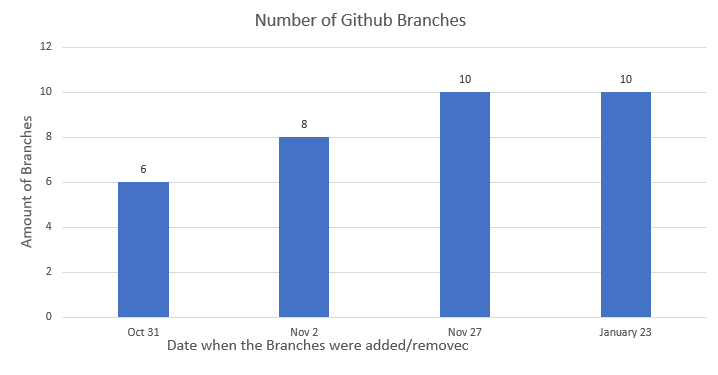 Number of Github Branches
12
10
8
6
4
2
0
Amount of Branches
6
8
10
10
Oct 31
Nov 2
Nov 27
January 23
Date when the Branches were added/removec